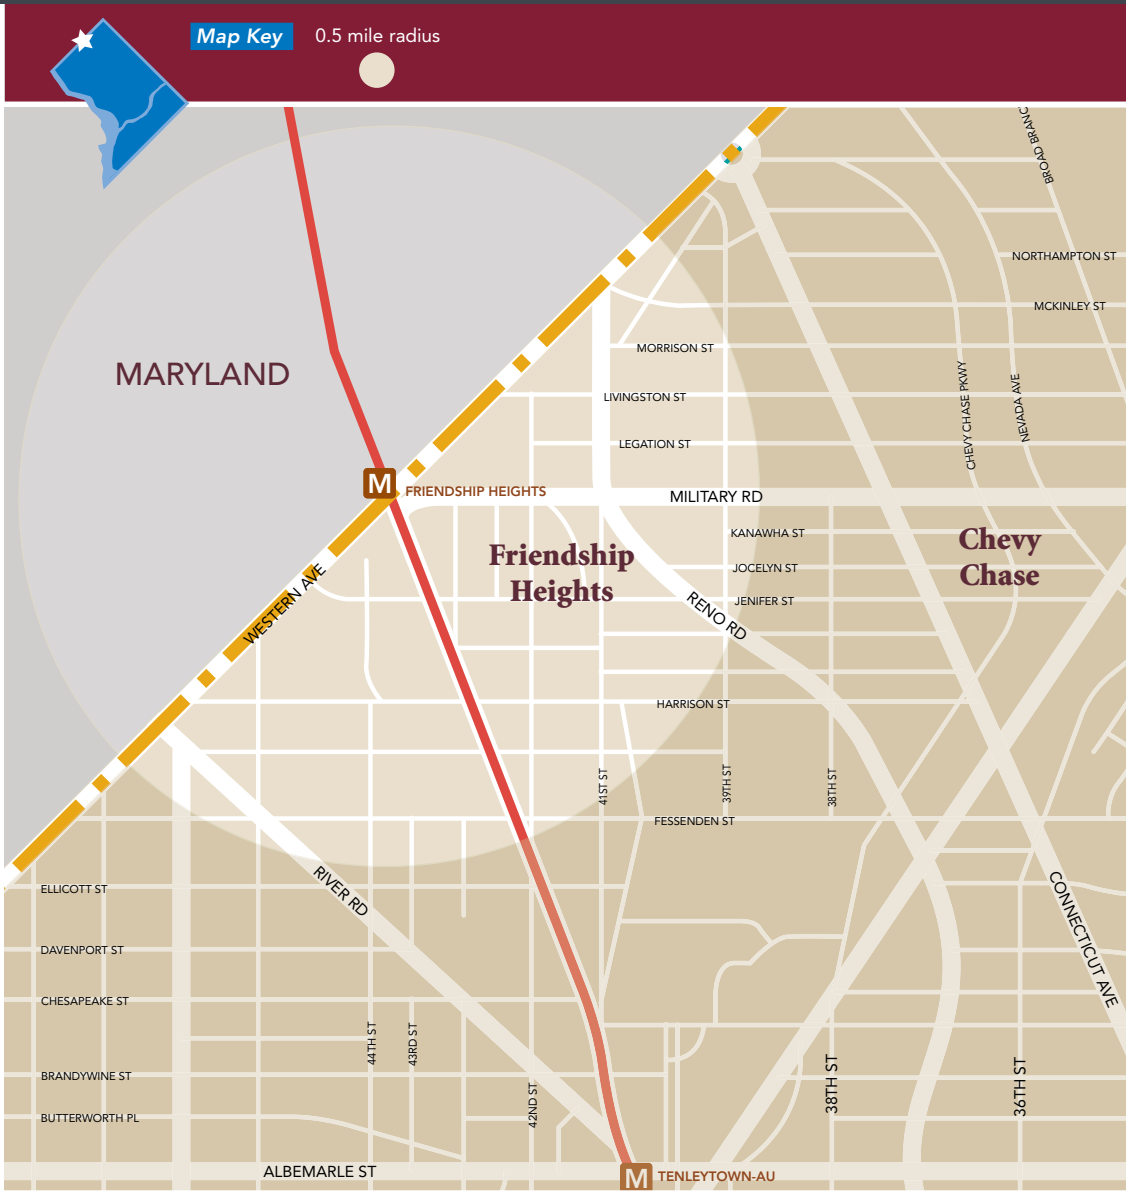 Map Key
0.5 mile radius
BROAD BRANC
NORTHAMPTON ST
MCKINLEY ST
MORRISON ST
MARYLAND
CHEVY CHASE PKWY
NEVADA AVE
LIVINGSTON ST
LEGATION ST
M
FRIENDSHIP HEIGHTS
MILITARY RD
KANAWHA ST
Friendship
Heights
Chevy
Chase
JOCELYN ST
WESTERN AVE
JENIFER ST
RENO RD
HARRISON ST
41ST ST
39TH ST
38TH ST
FESSENDEN ST
ELLICOTT ST
RIVER RD
CONNECTICUT AVE
DAVENPORT ST
CHESAPEAKE ST
44TH ST
43RD ST
BRANDYWINE ST
42ND ST
38TH ST
36TH ST
BUTTERWORTH PL
ALBEMARLE ST
M
TENLEYTOWN-AU